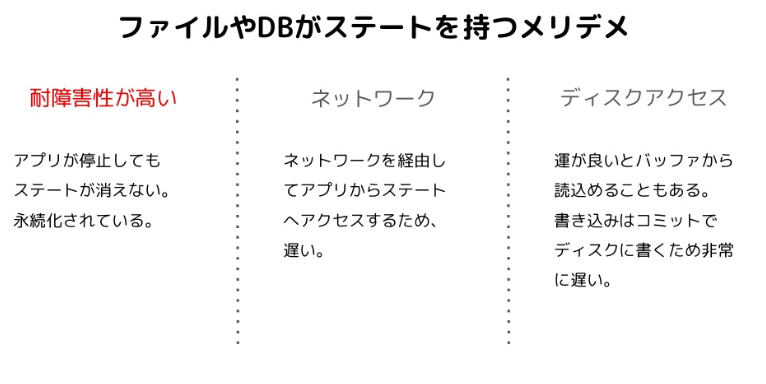 ファイルやDBがステートを持つメリデメ
耐障害性が高い
アプリが停止しても
ステートが消えない。
永続化されている。
ネットワーク
ネットワークを経由し
てアプリからステート
へアクセスするため、
遅い。
ディスクアクセス
運が良いとバッファから
読込めることもある。
書き込みはコミットで
ディスクに書くため非常
に遅い。